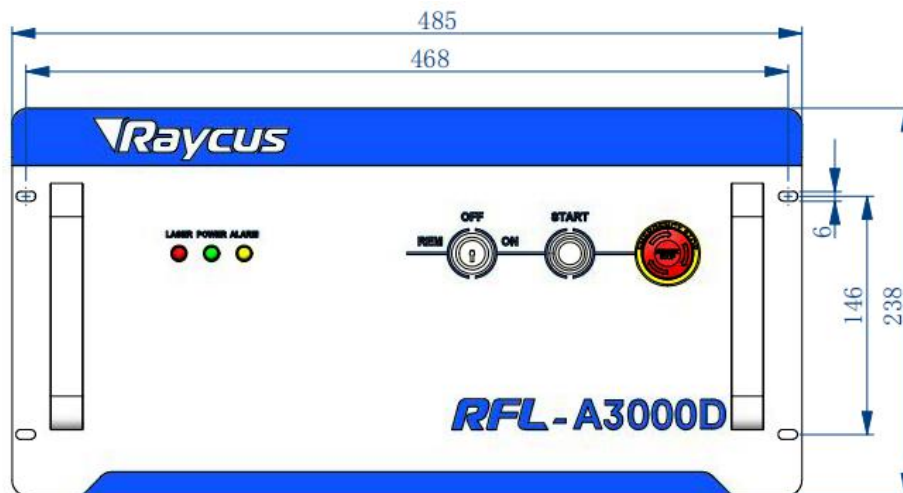 485
468
Raycus
OFF START
LASER POWER ALARM
REM ON
6
146
238
RFL-A3000D